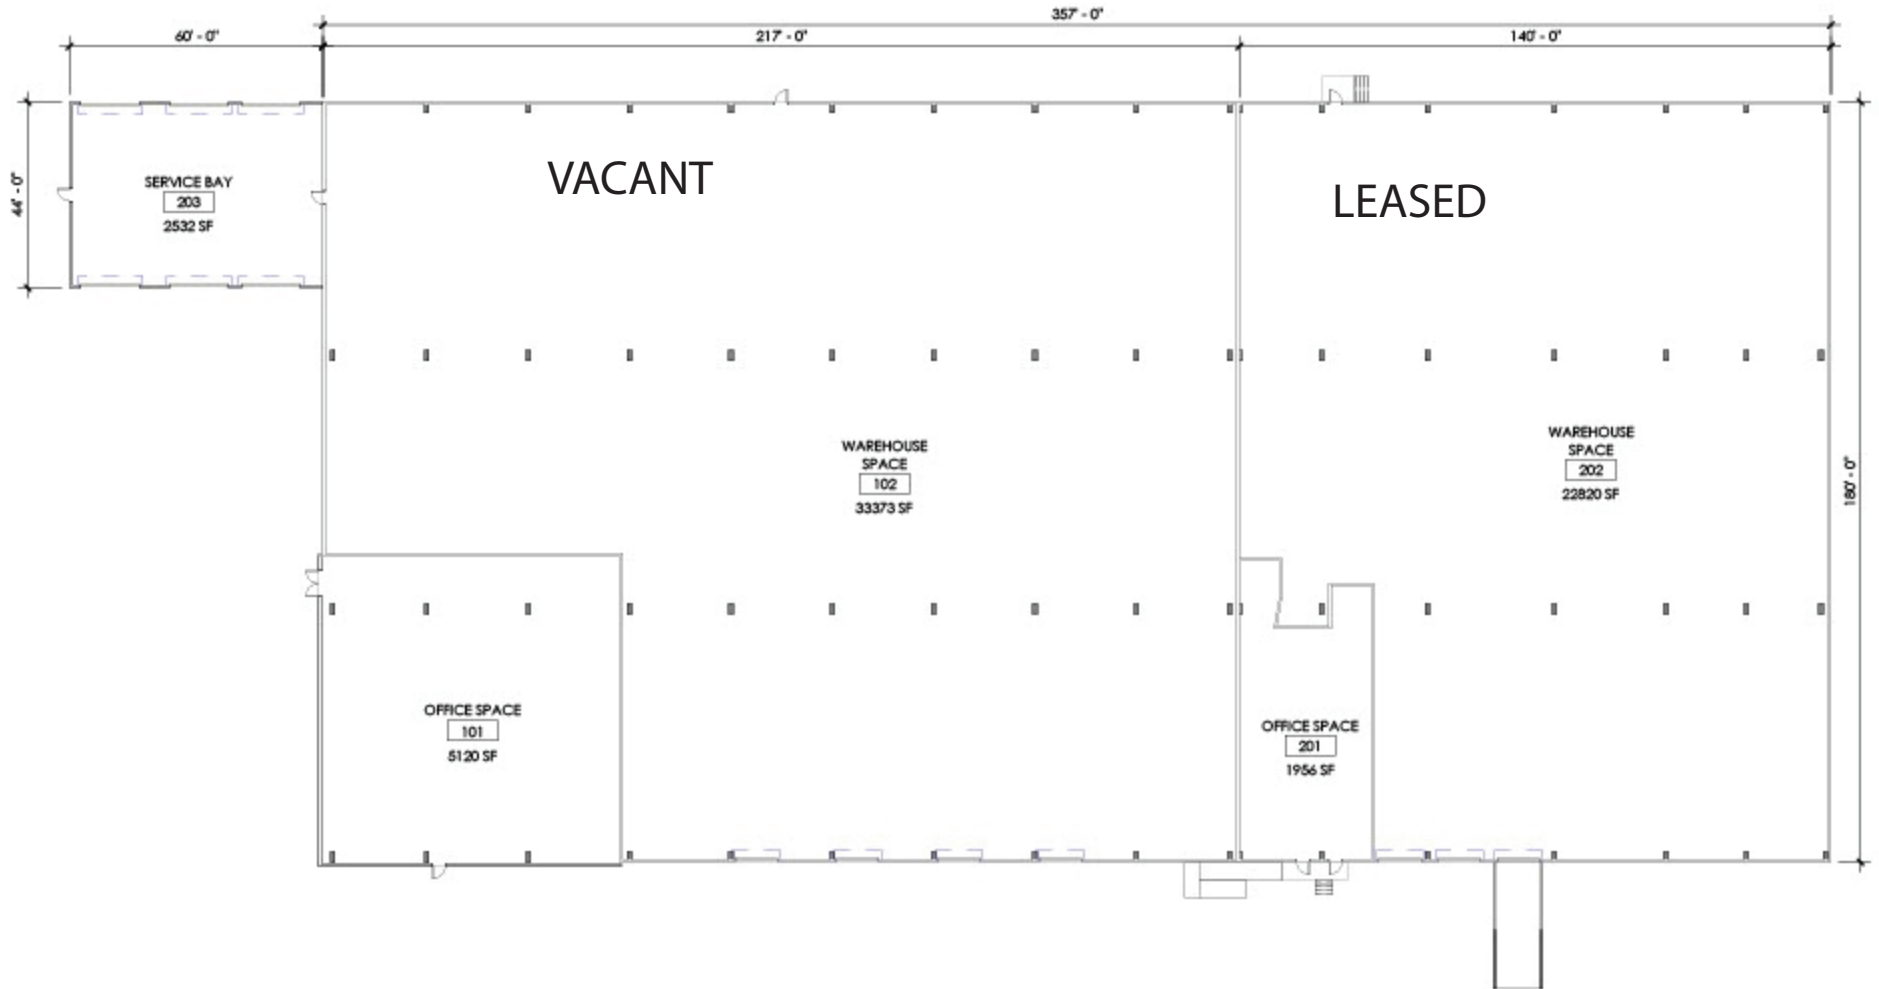 357' - 0"
60' - 0"
217' - 0"
140' - 0"
44' - 0"
SERVICE BAY
203
2532 SF
VACANT
LEASED
WAREHOUSE
SPACE
102
33373 SF
WAREHOUSE
SPACE
202
22820 SF
180' - 0"
OFFICE SPACE
101
5120 SF
OFFICE SPACE
201
1956 SF